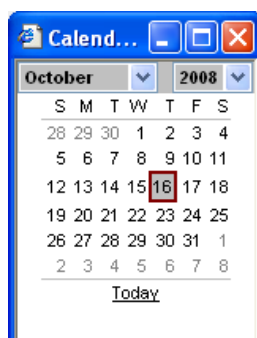 Calend...
October 2008
S M T W T F S
28 29 30 1 2 3 4
5 6 7 8 9 10 11
12 13 14 15 16 17 18
19 20 21 22 23 24 25
26 27 28 29 30 31 1
2 3 4 5 6 7 8
Today